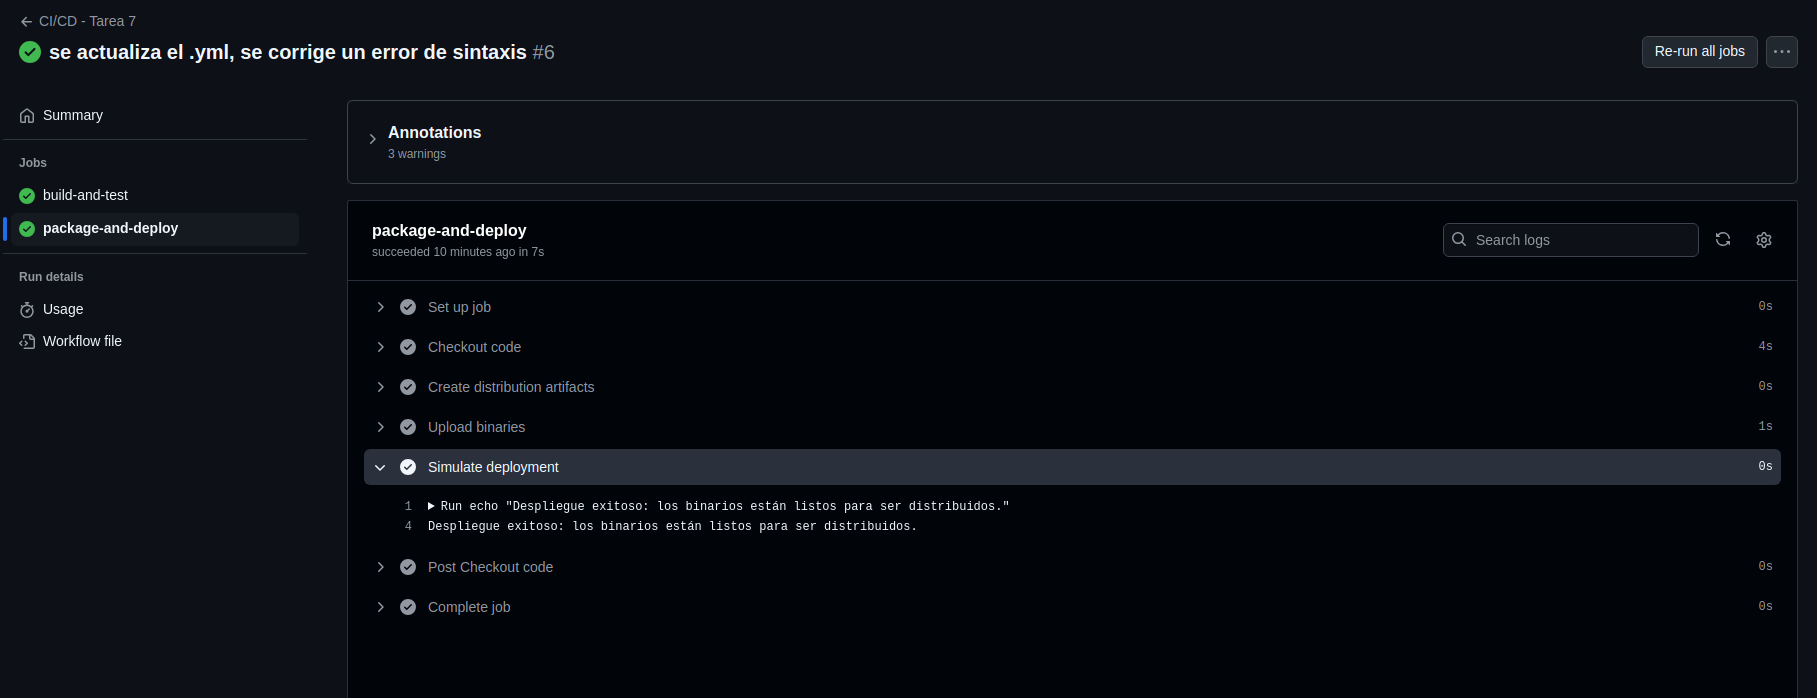 CI/CD - Tarea 7
se actualiza el .yml, se corrige un error de sintaxis #6
Re-run all jobs
Summary
Jobs
build-and-test
package-and-deploy
Run details
Usage
Workflow file
Annotations
3 warnings
package-and-deploy
succeeded 10 minutes ago in 7s
Search logs
Set up job 0s
Checkout code 4s
Create distribution artifacts 0s
Upload binaries 1s
Simulate deployment 0s
1 Run echo "Despliegue exitoso: los binarios están listos para ser distribuidos."
4 Despliegue exitoso: los binarios están listos para ser distribuidos.
Post Checkout code 0s
Complete job 0s